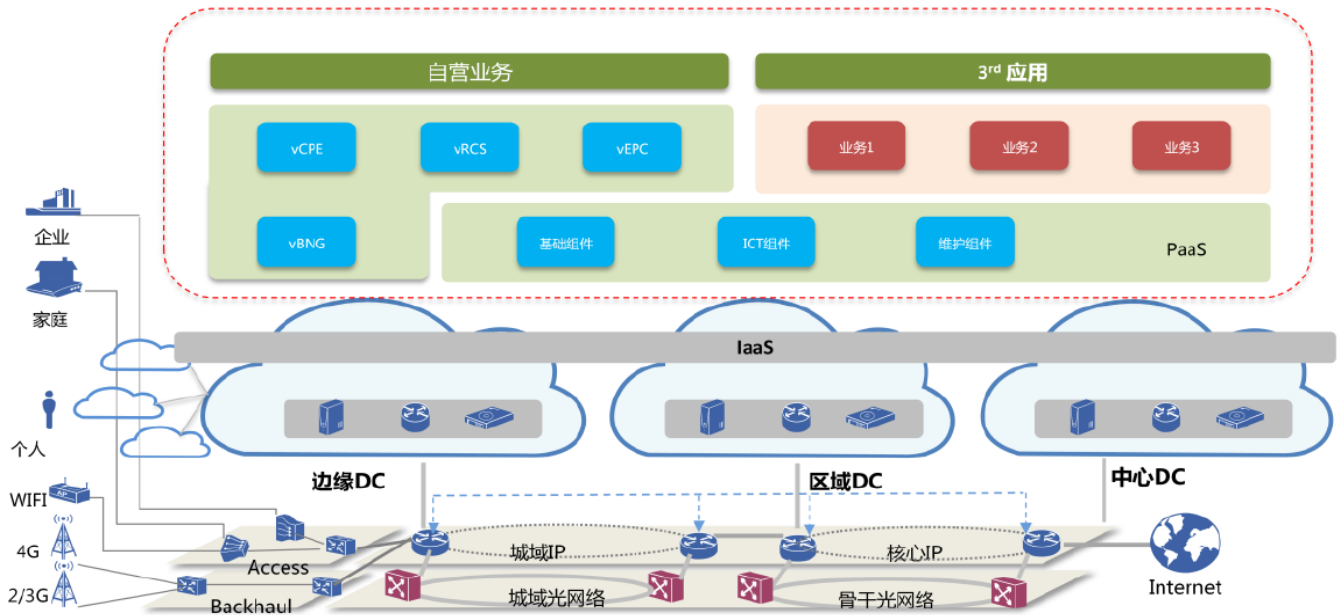 自营业务
3rd 应用
vCPE
vRCS
vEPC
业务1
业务2
业务3
vBNG
基础组件
ICT组件
维护组件
PaaS
企业
家庭
个人
WIFI
4G
2/3G
IaaS
边缘DC
区域DC
中心DC
AP
Access
Backhaul
城域IP
核心IP
城域光网络
骨干光网络
Internet